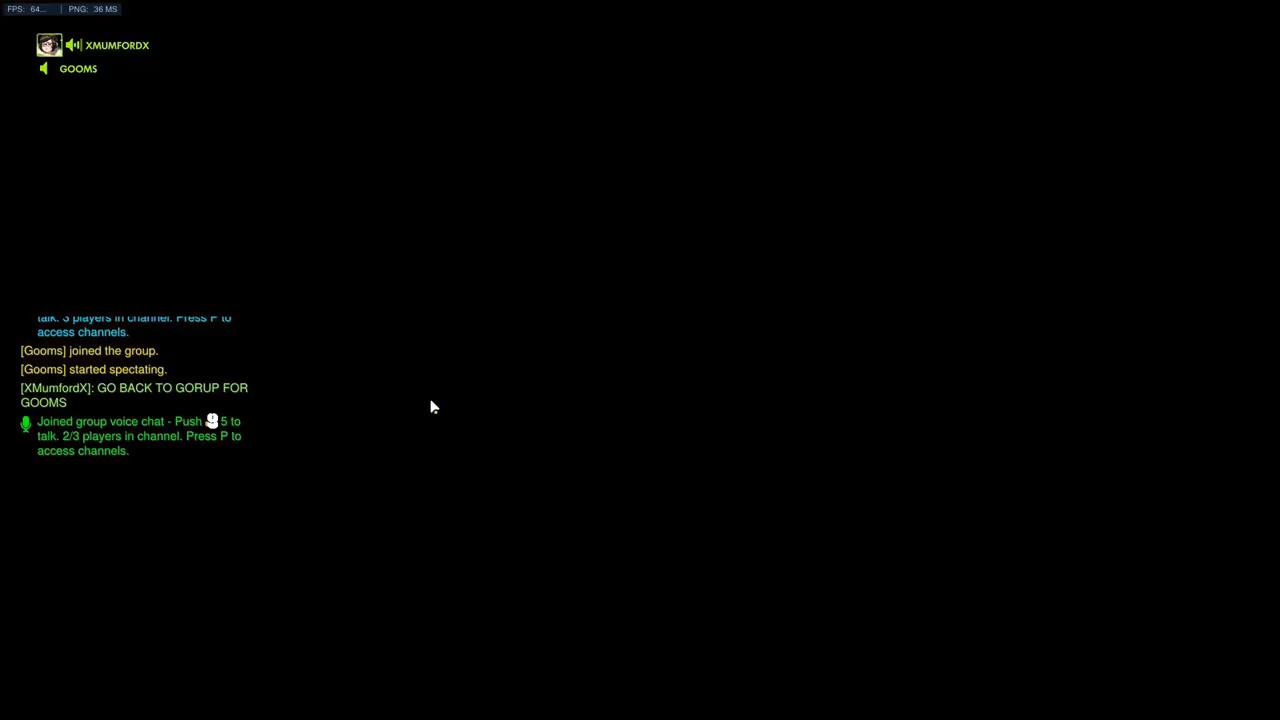 FPS: 64... | PNG: 36 MS
XMUMFORDX
GOOMS
talk. 3 players in channel. Press P to
access channels.
[Gooms] joined the group.
[Gooms] started spectating.
[XMumfordX]: GO BACK TO GORUP FOR
GOOMS
Joined group voice chat - Push 5 to
talk. 2/3 players in channel. Press P to
access channels.